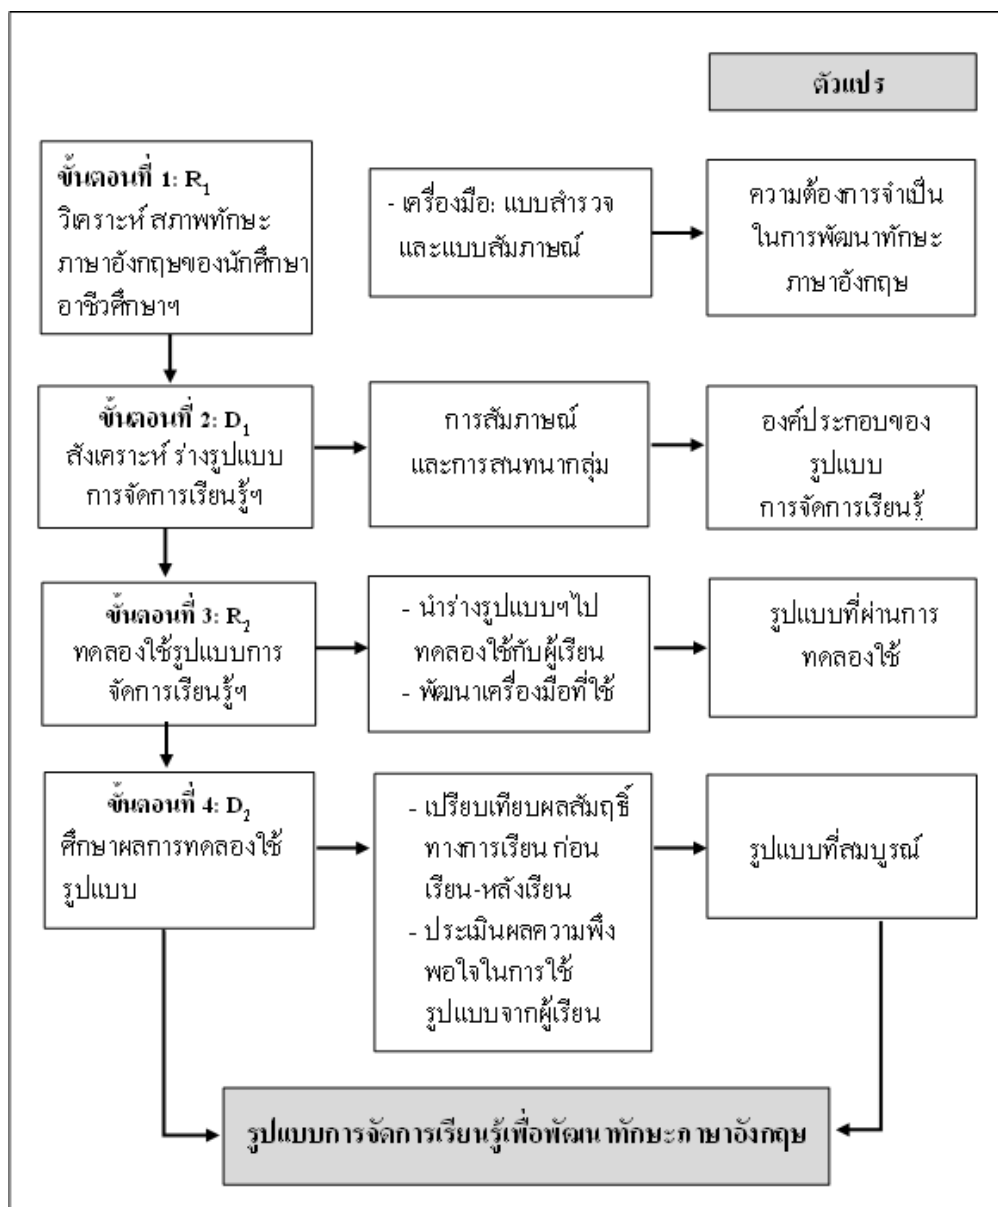 ตัวแปร
ขั้นตอนที่ 1: R1
วิเคราะห์ สภาพทักษะ
ภาษาอังกฤษของนักศึกษา
อาชีวศึกษาฯ
- เครื่องมือ: แบบสำรวจ
และแบบสัมภาษณ์
ความต้องการจำเป็น
ในการพัฒนาทักษะ
ภาษาอังกฤษ
ขั้นตอนที่ 2: D1
สังเคราะห์ ร่างรูปแบบ
การจัดการเรียนรู้ฯ
การสัมภาษณ์
และการสนทนากลุ่ม
องค์ประกอบของ
รูปแบบ
การจัดการเรียนรู้
ขั้นตอนที่ 3: R2
ทดลองใช้รูปแบบการ
จัดการเรียนรู้ฯ
- นำร่างรูปแบบฯไป
ทดลองใช้กับผู้เรียน
- พัฒนาเครื่องมือที่ใช้
รูปแบบที่ผ่านการ
ทดลองใช้
ขั้นตอนที่ 4: D2
ศึกษาผลการทดลองใช้
รูปแบบ
- เปรียบเทียบผลสัมฤธิ์
ทางการเรียน ก่อน
เรียน-หลังเรียน
- ประเมินผลความพึง
พอใจในการใช้
รูปแบบจากผู้เรียน
รูปแบบที่สมบูรณ์
รูปแบบการจัดการเรียนรู้เพื่อพัฒนาทักษะภาษาอังกฤษ